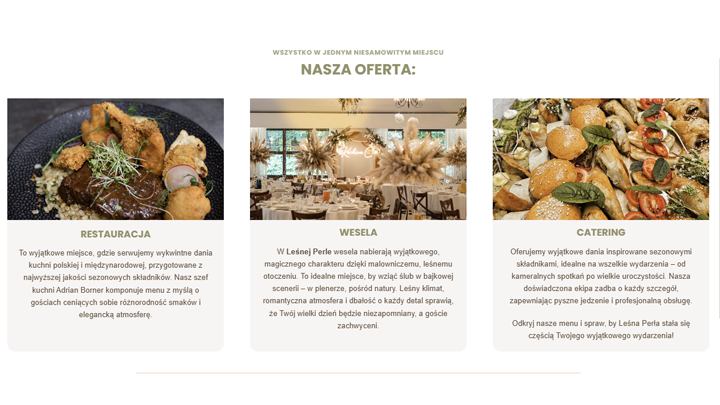 WSZYSTKO W JEDNYM NIESAMOWITYM MIEJSCU
NASZA OFERTA:
RESTAURACJA
To wyjątkowe miejsce, gdzie serwujemy wykwintne dania
kuchni polskiej i międzynarodowej, przygotowane z
najwyższej jakości sezonowych składników. Nasz szef
kuchni Adrian Borner komponuje menu z myślą o
gościach ceniących sobie różnorodność smaków i
elegancką atmosferę.
WESELA
W Leśnej Perle wesela nabierają wyjątkowego,
magicznego charakteru dzięki malowniczemu, leśnemu
otoczeniu. To idealne miejsce, by wziąć ślub w bajkowej
scenerii – w plenerze, pośród natury. Leśny klimat,
romantyczna atmosfera i dbałość o każdy detal sprawią,
że Twój wielki dzień będzie niezapomniany, a goście
zachwyceni.
CATERING
Oferujemy wyjątkowe dania inspirowane sezonowymi
składnikami, idealne na wszelkie wydarzenia – od
kameralnych spotkań po wielkie uroczystości. Nasza
doświadczona ekipa zadba o każdy szczegół,
zapewniając pyszne jedzenie i profesjonalną obsługę.
Odkryj nasze menu i spraw, by Leśna Perła stała się
częścią Twojego wyjątkowego wydarzenia!